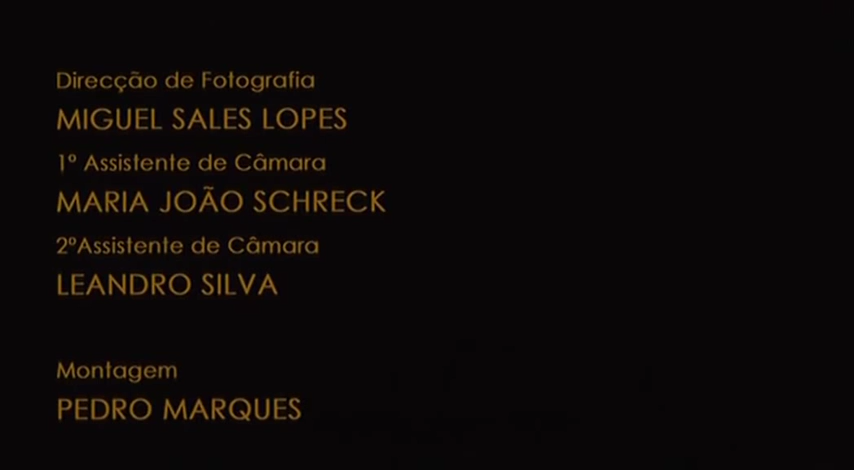 Direcção de Fotografia
MIGUEL SALES LOPES
1º Assistente de Câmara
MARIA JOÃO SCHRECK
2ºAssistente de Câmara
LEANDRO SILVA
Montagem
PEDRO MARQUES